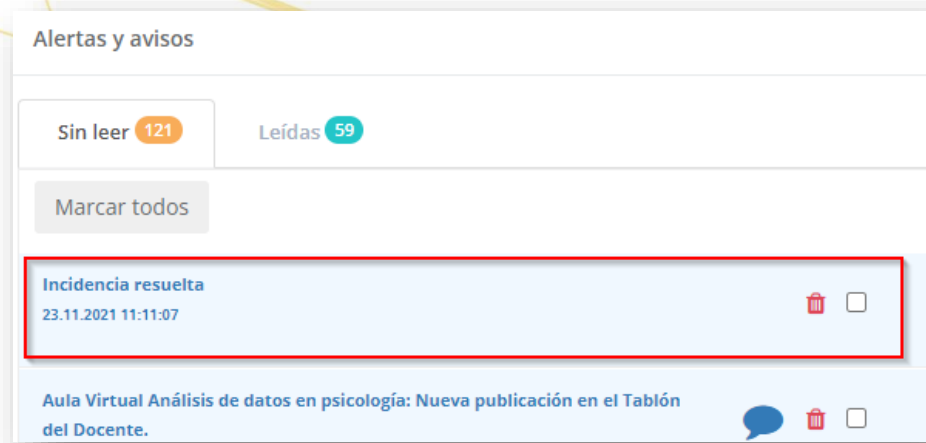 Alertas y avisos
Sin leer 121
Leídas 59
Marcar todos
Incidencia resuelta
23.11.2021 11:11:07
Aula Virtual Análisis de datos en psicología: Nueva publicación en el Tablón
del Docente.